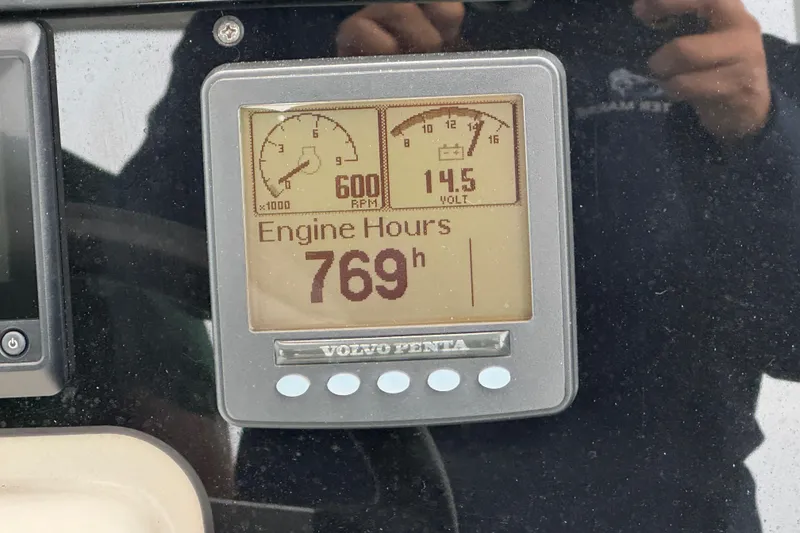 3 6 9
0
600
×1000 RPM
8 10 12 14 16
14.5
VOLT
Engine Hours
769h
VOLVO PENTA